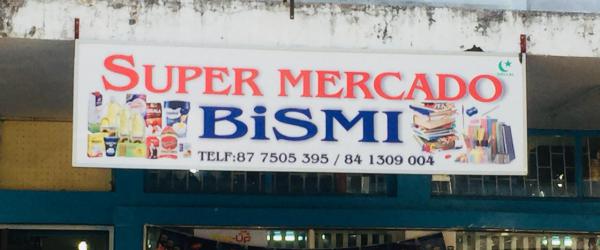 SUPER MERCADO
BiSMI
TELF:87 7505 395 / 84 1309 004